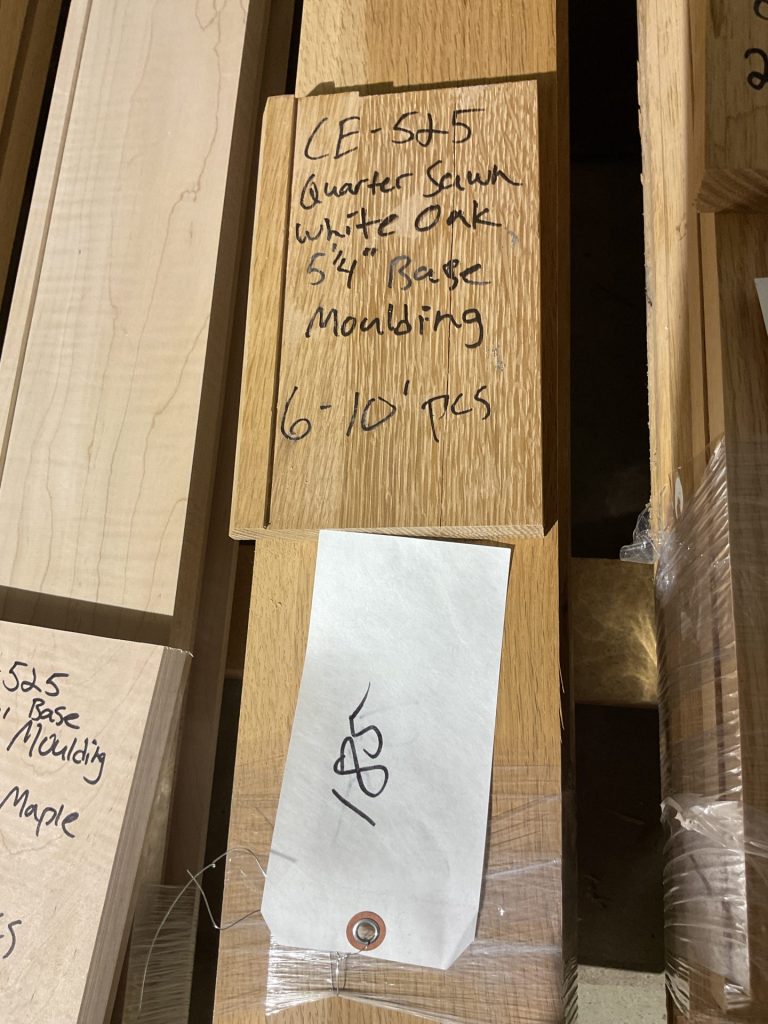 CE-525
Quarter Sawn
White Oak
5 1/4" Base
Moulding
6-10' pcs
185
525
Base
Moulding
Maple
2